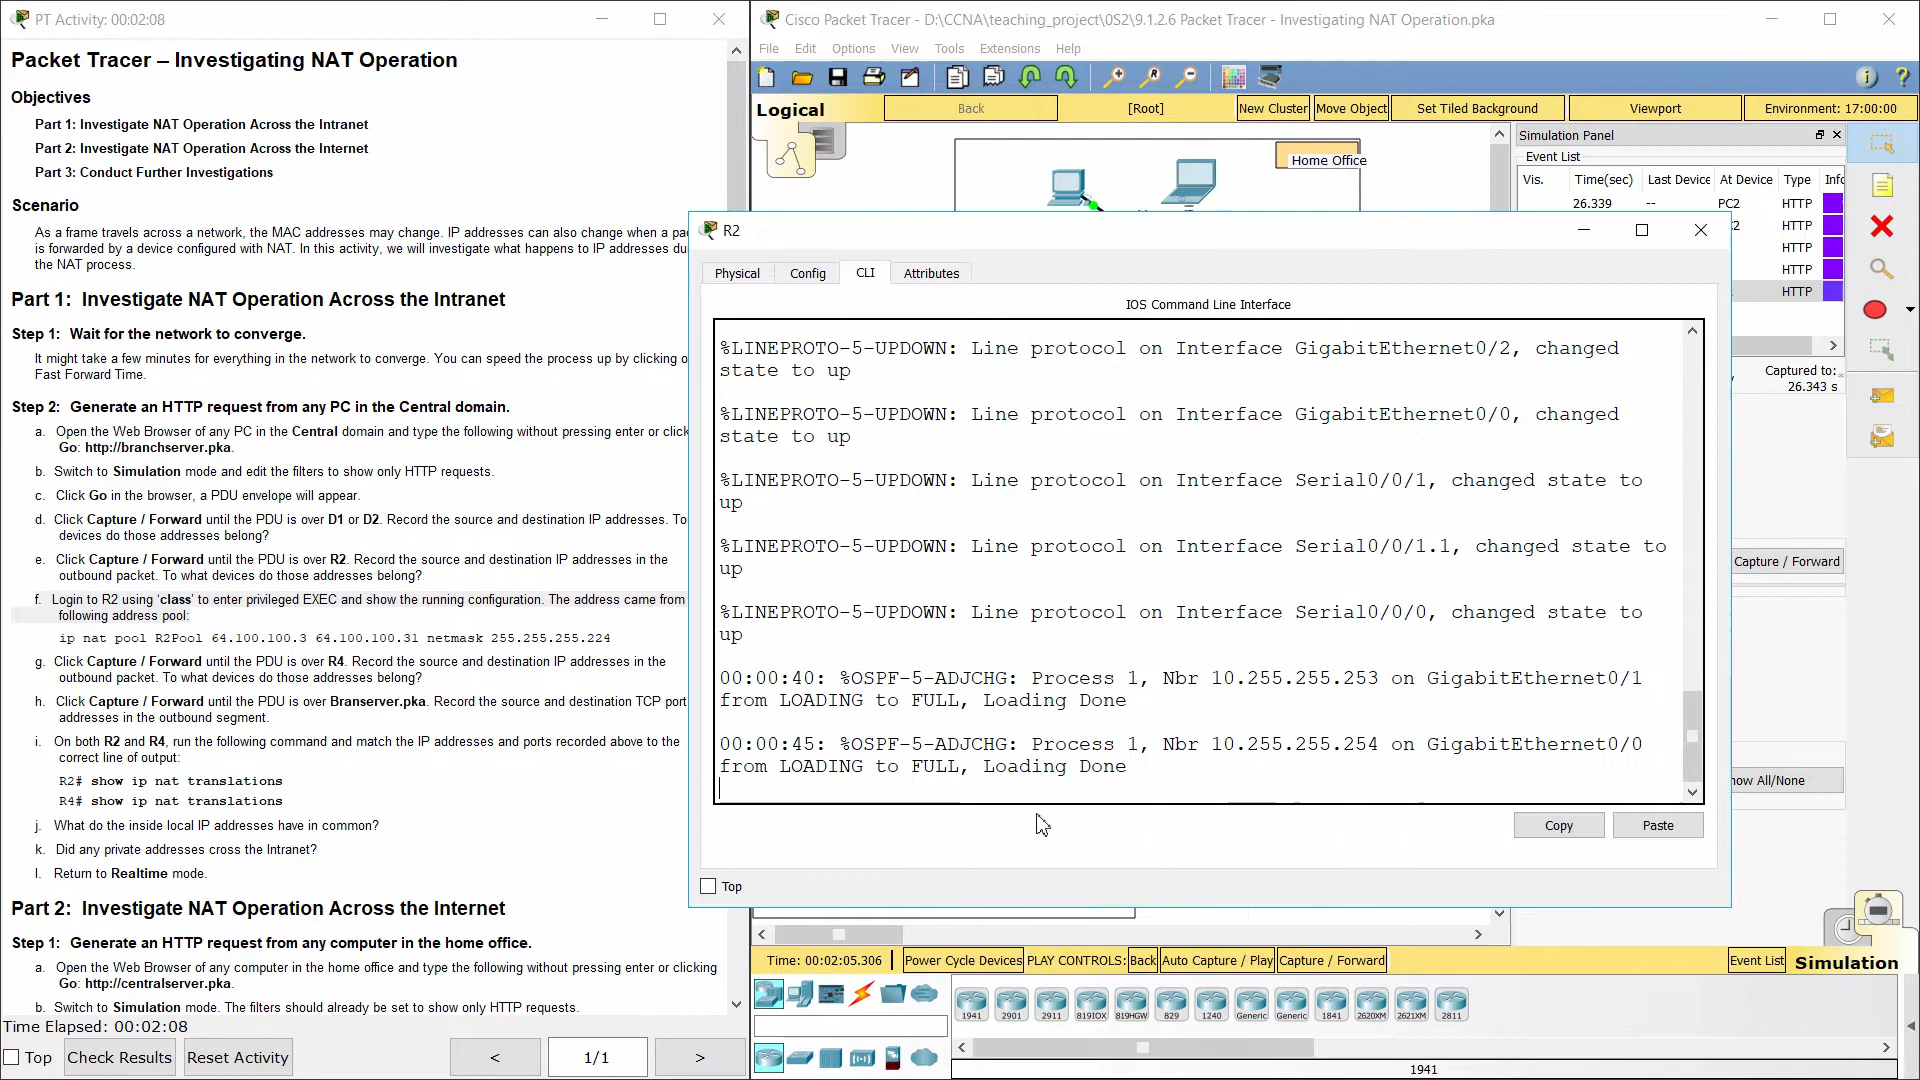 PT Activity: 00:02:08
Packet Tracer – Investigating NAT Operation
Objectives
Part 1: Investigate NAT Operation Across the Intranet
Part 2: Investigate NAT Operation Across the Internet
Part 3: Conduct Further Investigations
Scenario
As a frame travels across a network, the MAC addresses may change. IP addresses can also change when a pac
is forwarded by a device configured with NAT. In this activity, we will investigate what happens to IP addresses du
the NAT process.
Part 1: Investigate NAT Operation Across the Intranet
Step 1: Wait for the network to converge.
It might take a few minutes for everything in the network to converge. You can speed the process up by clicking o
Fast Forward Time.
Step 2: Generate an HTTP request from any PC in the Central domain.
a. Open the Web Browser of any PC in the Central domain and type the following without pressing enter or click
Go: http://branchserver.pka.
b. Switch to Simulation mode and edit the filters to show only HTTP requests.
c. Click Go in the browser, a PDU envelope will appear.
d. Click Capture / Forward until the PDU is over D1 or D2. Record the source and destination IP addresses. To
devices do those addresses belong?
e. Click Capture / Forward until the PDU is over R2. Record the source and destination IP addresses in the
outbound packet. To what devices do those addresses belong?
f. Login to R2 using ‘class’ to enter privileged EXEC and show the running configuration. The address came from
following address pool:
ip nat pool R2Pool 64.100.100.3 64.100.100.31 netmask 255.255.255.224
g. Click Capture / Forward until the PDU is over R4. Record the source and destination IP addresses in the
outbound packet. To what devices do those addresses belong?
h. Click Capture / Forward until the PDU is over Branserver.pka. Record the source and destination TCP port
addresses in the outbound segment.
i. On both R2 and R4, run the following command and match the IP addresses and ports recorded above to the
correct line of output:
R2# show ip nat translations
R4# show ip nat translations
j. What do the inside local IP addresses have in common?
k. Did any private addresses cross the Intranet?
l. Return to Realtime mode.
Part 2: Investigate NAT Operation Across the Internet
Step 1: Generate an HTTP request from any computer in the home office.
a. Open the Web Browser of any computer in the home office and type the following without pressing enter or clicking
Go: http://centralserver.pka.
b. Switch to Simulation mode. The filters should already be set to show only HTTP requests.
Time Elapsed: 00:02:08
Top Check Results Reset Activity < 1/1 >
Cisco Packet Tracer - D:\CCNA\teaching_project\0S2\9.1.2.6 Packet Tracer - Investigating NAT Operation.pka
File Edit Options View Tools Extensions Help
Logical Back [Root] New Cluster Move Object Set Tiled Background Viewport Environment: 17:00:00
Home Office
Simulation Panel
Event List
Vis. Time(sec) Last Device At Device Type Info
26.339 -- PC2 HTTP
C2 HTTP
HTTP
HTTP
HTTP
Captured to:
26.343 s
Capture / Forward
how All/None
R2
Physical Config CLI Attributes
IOS Command Line Interface
%LINEPROTO-5-UPDOWN: Line protocol on Interface GigabitEthernet0/2, changed
state to up
%LINEPROTO-5-UPDOWN: Line protocol on Interface GigabitEthernet0/0, changed
state to up
%LINEPROTO-5-UPDOWN: Line protocol on Interface Serial0/0/1, changed state to
up
%LINEPROTO-5-UPDOWN: Line protocol on Interface Serial0/0/1.1, changed state to
up
%LINEPROTO-5-UPDOWN: Line protocol on Interface Serial0/0/0, changed state to
up
00:00:40: %OSPF-5-ADJCHG: Process 1, Nbr 10.255.255.253 on GigabitEthernet0/1
from LOADING to FULL, Loading Done
00:00:45: %OSPF-5-ADJCHG: Process 1, Nbr 10.255.255.254 on GigabitEthernet0/0
from LOADING to FULL, Loading Done
Copy Paste
Top
Time: 00:02:05.306 Power Cycle Devices PLAY CONTROLS: Back Auto Capture / Play Capture / Forward Event List Simulation
1941 2901 2911 819IOX 819HGW 829 1240 Generic Generic 1841 2620XM 2621XM 2811
1941